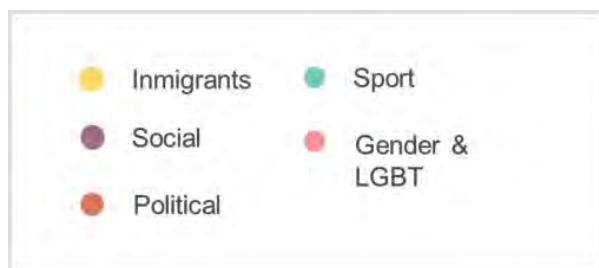 Inmigrants
Social
Political
Sport
Gender &
LGBT